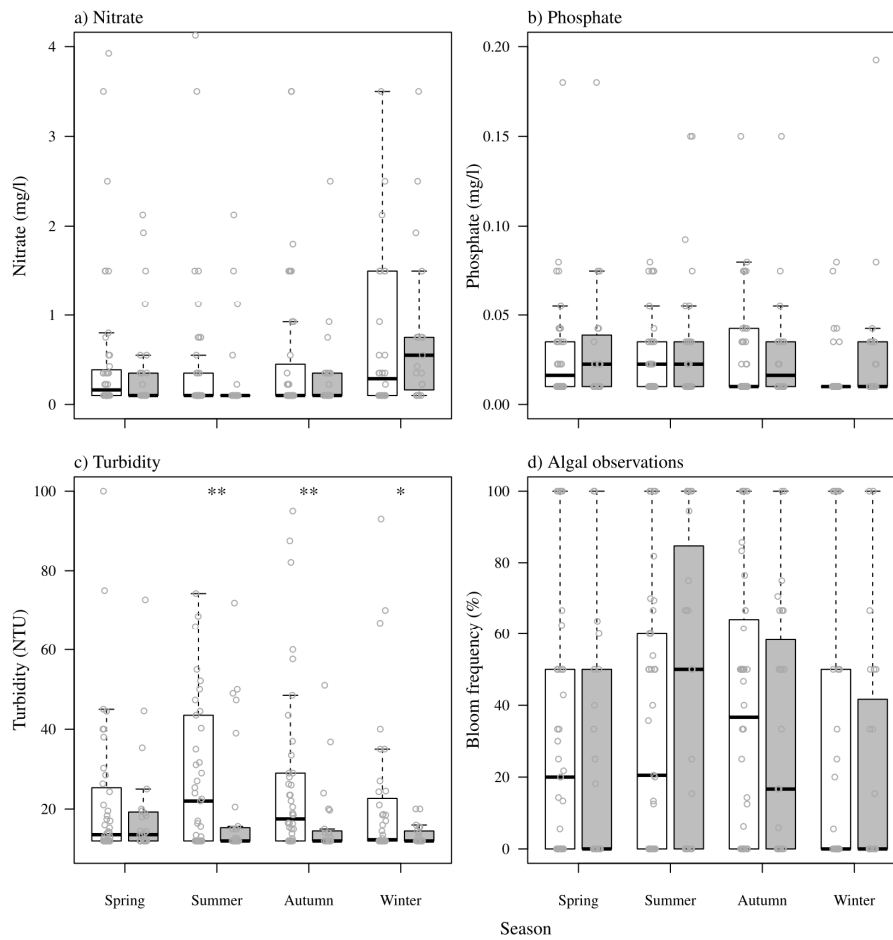 a) Nitrate
b) Phosphate
4
3
2
1
0
Nitrate (mg/l)
0.20
0.15
0.10
0.05
0.00
Phosphate (mg/l)
c) Turbidity
d) Algal observations
** ** *
100
80
60
40
20
Turbidity (NTU)
100
80
60
40
20
0
Bloom frequency (%)
Spring Summer Autumn Winter
Spring Summer Autumn Winter
Season